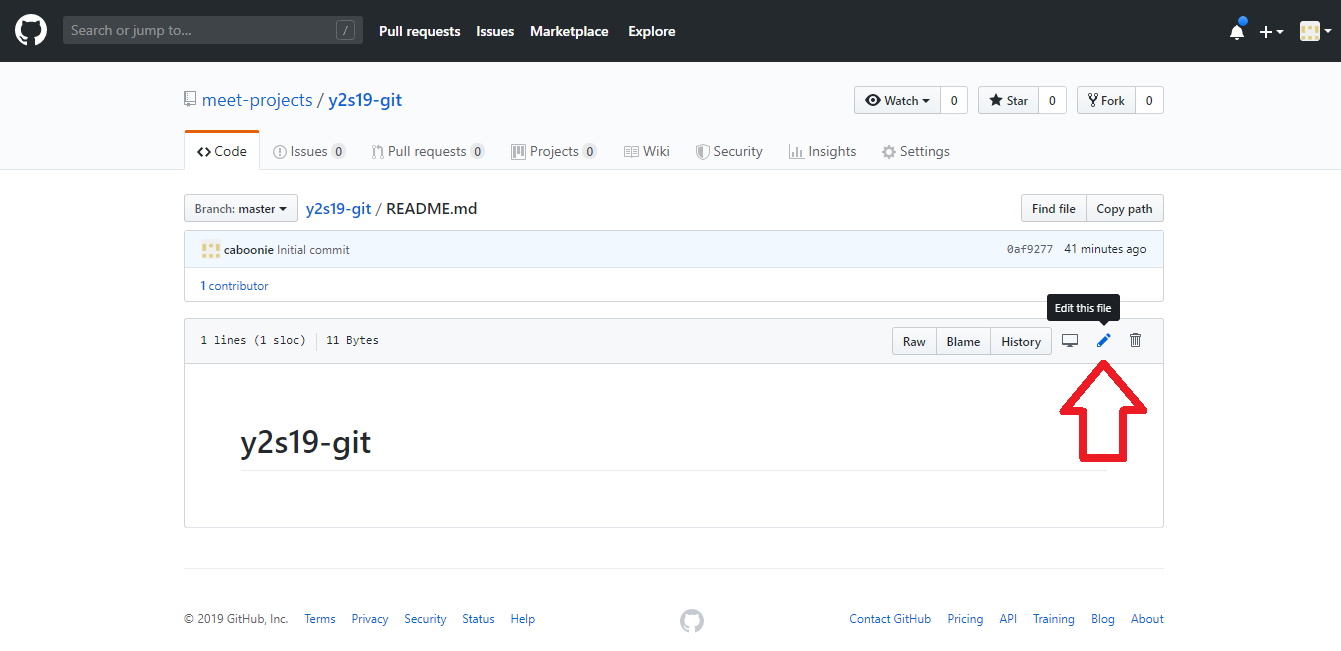 Search or jump to... / Pull requests Issues Marketplace Explore
meet-projects / y2s19-git Watch 0 Star 0 Fork 0
Code Issues 0 Pull requests 0 Projects 0 Wiki Security Insights Settings
Branch: master y2s19-git / README.md Find file Copy path
caboonie Initial commit 0af9277 41 minutes ago
1 contributor
Edit this file
1 lines (1 sloc) 11 Bytes Raw Blame History
y2s19-git
© 2019 GitHub, Inc. Terms Privacy Security Status Help Contact GitHub Pricing API Training Blog About